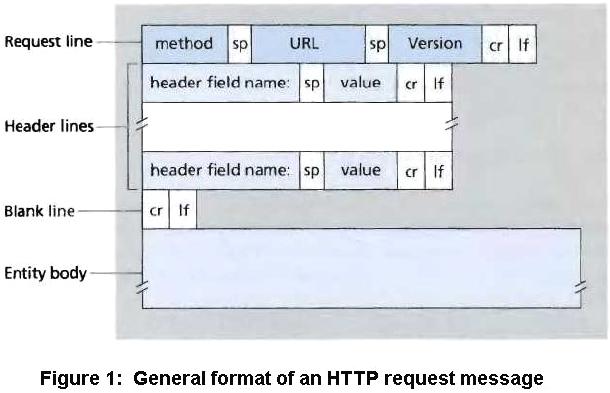 Request line method sp URL sp Version cr lf
header field name: sp value cr lf
Header lines
header field name: sp value cr lf
Blank line cr lf
Entity body
Figure 1: General format of an HTTP request message